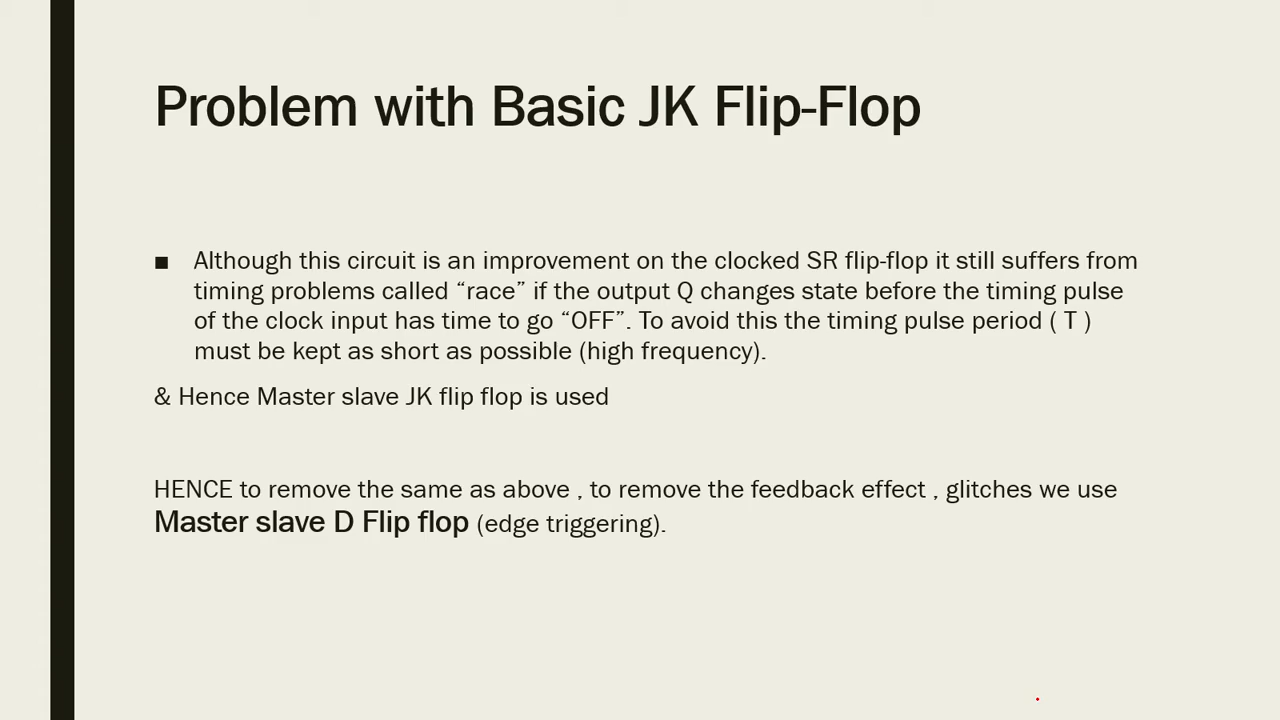 Problem with Basic JK Flip-Flop
■ Although this circuit is an improvement on the clocked SR flip-flop it still suffers from
timing problems called “race” if the output Q changes state before the timing pulse
of the clock input has time to go “OFF”. To avoid this the timing pulse period ( T )
must be kept as short as possible (high frequency).
& Hence Master slave JK flip flop is used
HENCE to remove the same as above , to remove the feedback effect , glitches we use
Master slave D Flip flop (edge triggering).